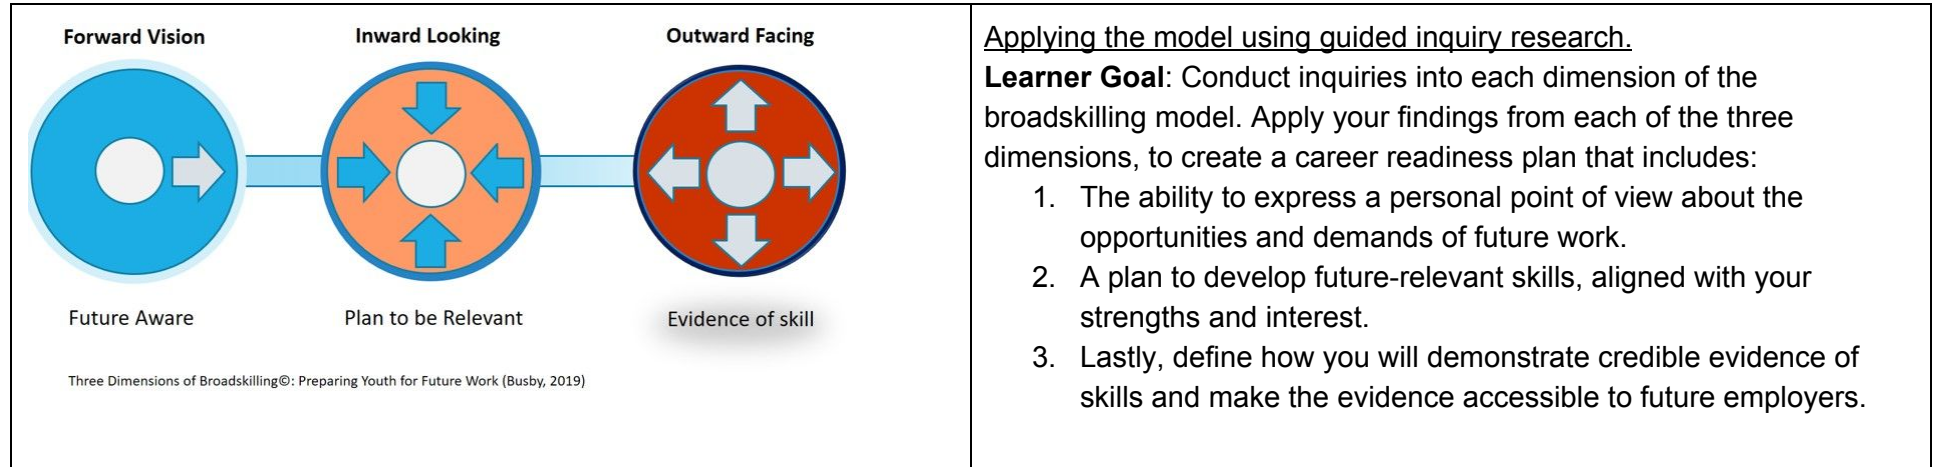 Forward Vision
Inward Looking
Outward Facing
Future Aware
Plan to be Relevant
Evidence of skill
Three Dimensions of Broadskilling©: Preparing Youth for Future Work (Busby, 2019)
Applying the model using guided inquiry research.
Learner Goal: Conduct inquiries into each dimension of the
broadskilling model. Apply your findings from each of the three
dimensions, to create a career readiness plan that includes:
1. The ability to express a personal point of view about the
opportunities and demands of future work.
2. A plan to develop future-relevant skills, aligned with your
strengths and interest.
3. Lastly, define how you will demonstrate credible evidence of
skills and make the evidence accessible to future employers.